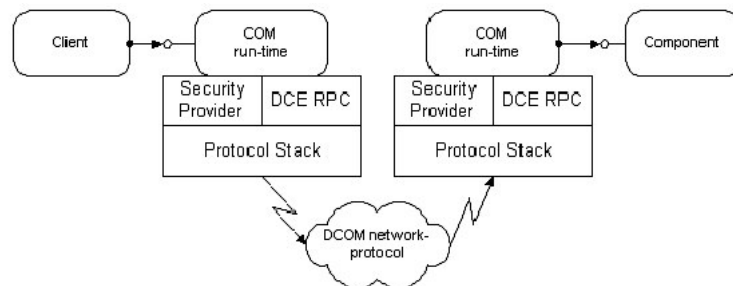 Client
COM
run-time
COM
run-time
Component
Security
Provider
DCE RPC
Security
Provider
DCE RPC
Protocol Stack
Protocol Stack
DCOM network-
protocol